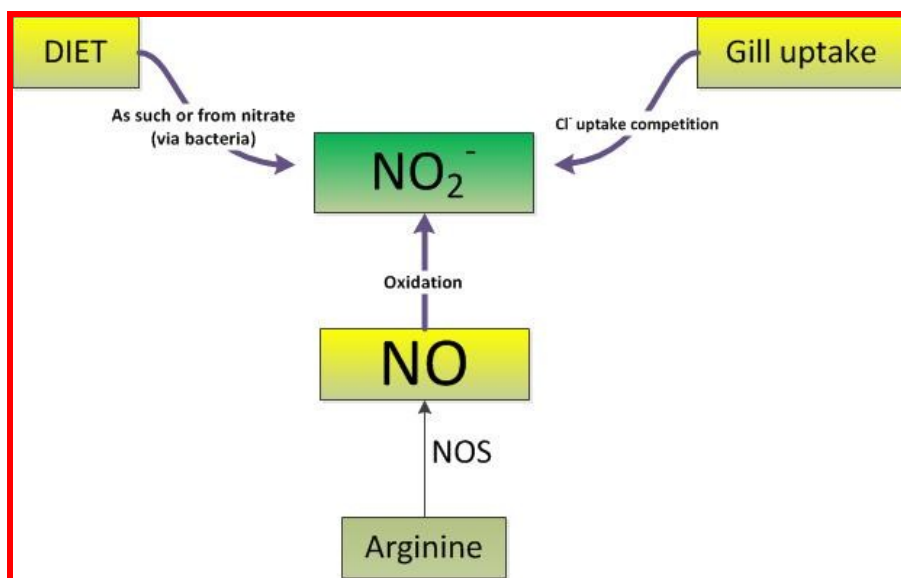 DIET
Gill uptake
As such or from nitrate
(via bacteria)
Cl⁻ uptake competition
NO₂⁻
Oxidation
NO
NOS
Arginine